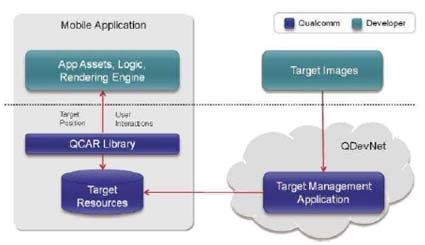 Mobile Application
Qualcomm
Developer
App Assets, Logic,
Rendering Engine
Target Images
Target
Position
User
Interactions
QCAR Library
QDevNet
Target
Resources
Target Management
Application